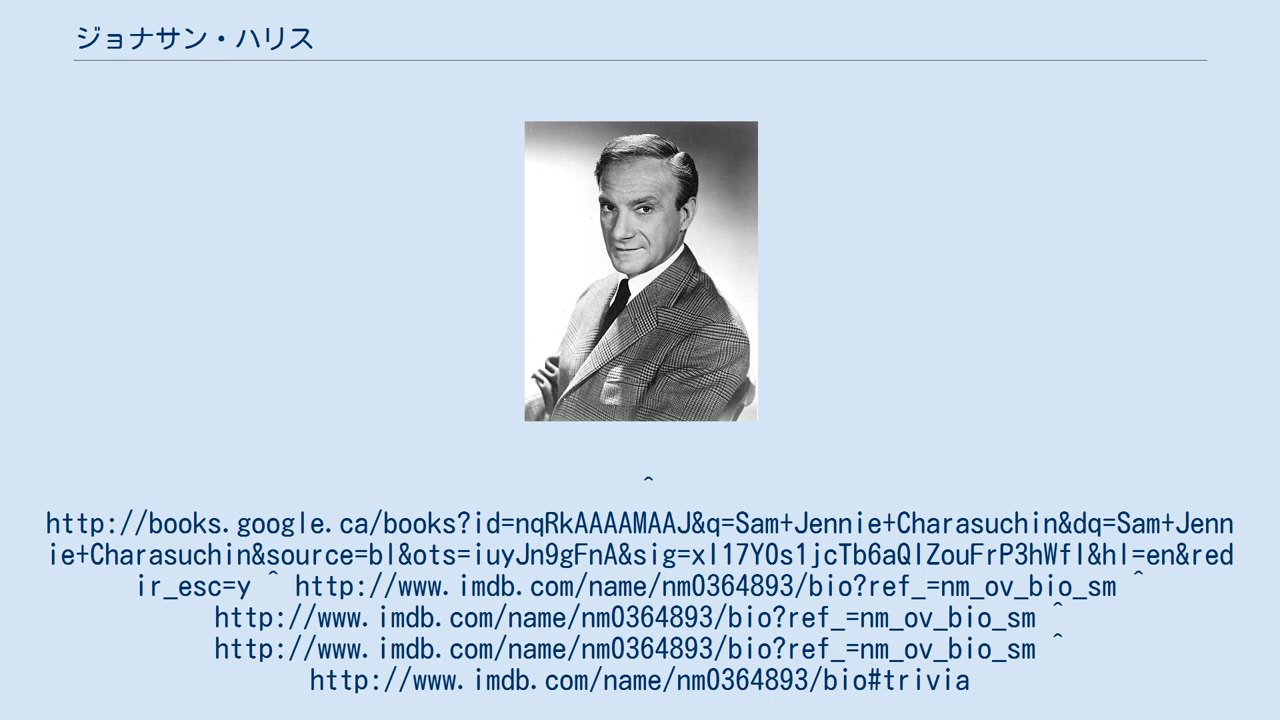 ジョナサン・ハリス
^
http://books.google.ca/books?id=nqRkAAAAMAAJ&q=Sam+Jennie+Charasuchin&dq=Sam+Jenn
ie+Charasuchin&source=bl&ots=iuyJn9gFnA&sig=xl17Y0s1jcTb6aQlZouFrP3hWfI&hl=en&red
ir_esc=y ^ http://www.imdb.com/name/nm0364893/bio?ref_=nm_ov_bio_sm ^
http://www.imdb.com/name/nm0364893/bio?ref_=nm_ov_bio_sm ^
http://www.imdb.com/name/nm0364893/bio?ref_=nm_ov_bio_sm ^
http://www.imdb.com/name/nm0364893/bio#trivia